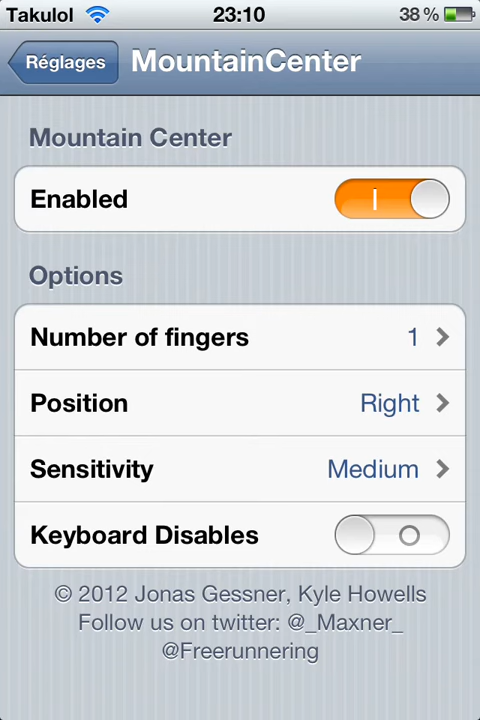 Takulol 23:10 38 %
Réglages MountainCenter
Mountain Center
Enabled
Options
Number of fingers 1
Position Right
Sensitivity Medium
Keyboard Disables
© 2012 Jonas Gessner, Kyle Howells
Follow us on twitter: @_Maxner_
@Freerunnering